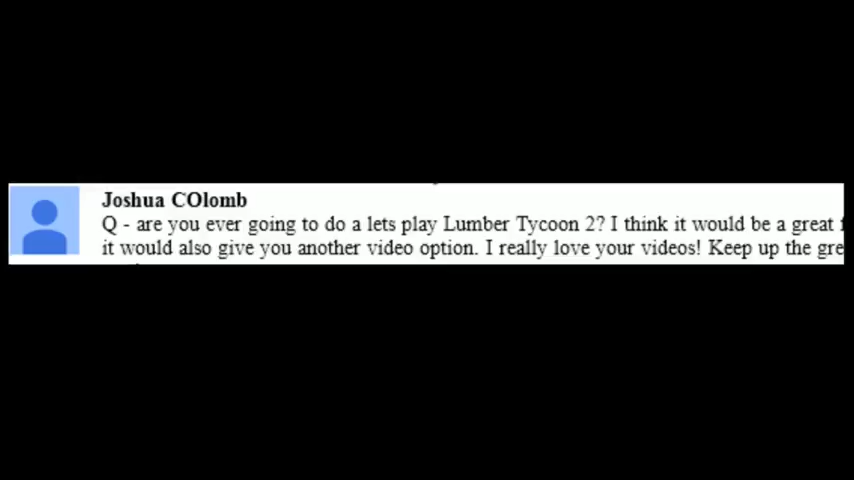 Joshua COlomb
Q - are you ever going to do a lets play Lumber Tycoon 2? I think it would be a great
it would also give you another video option. I really love your videos! Keep up the